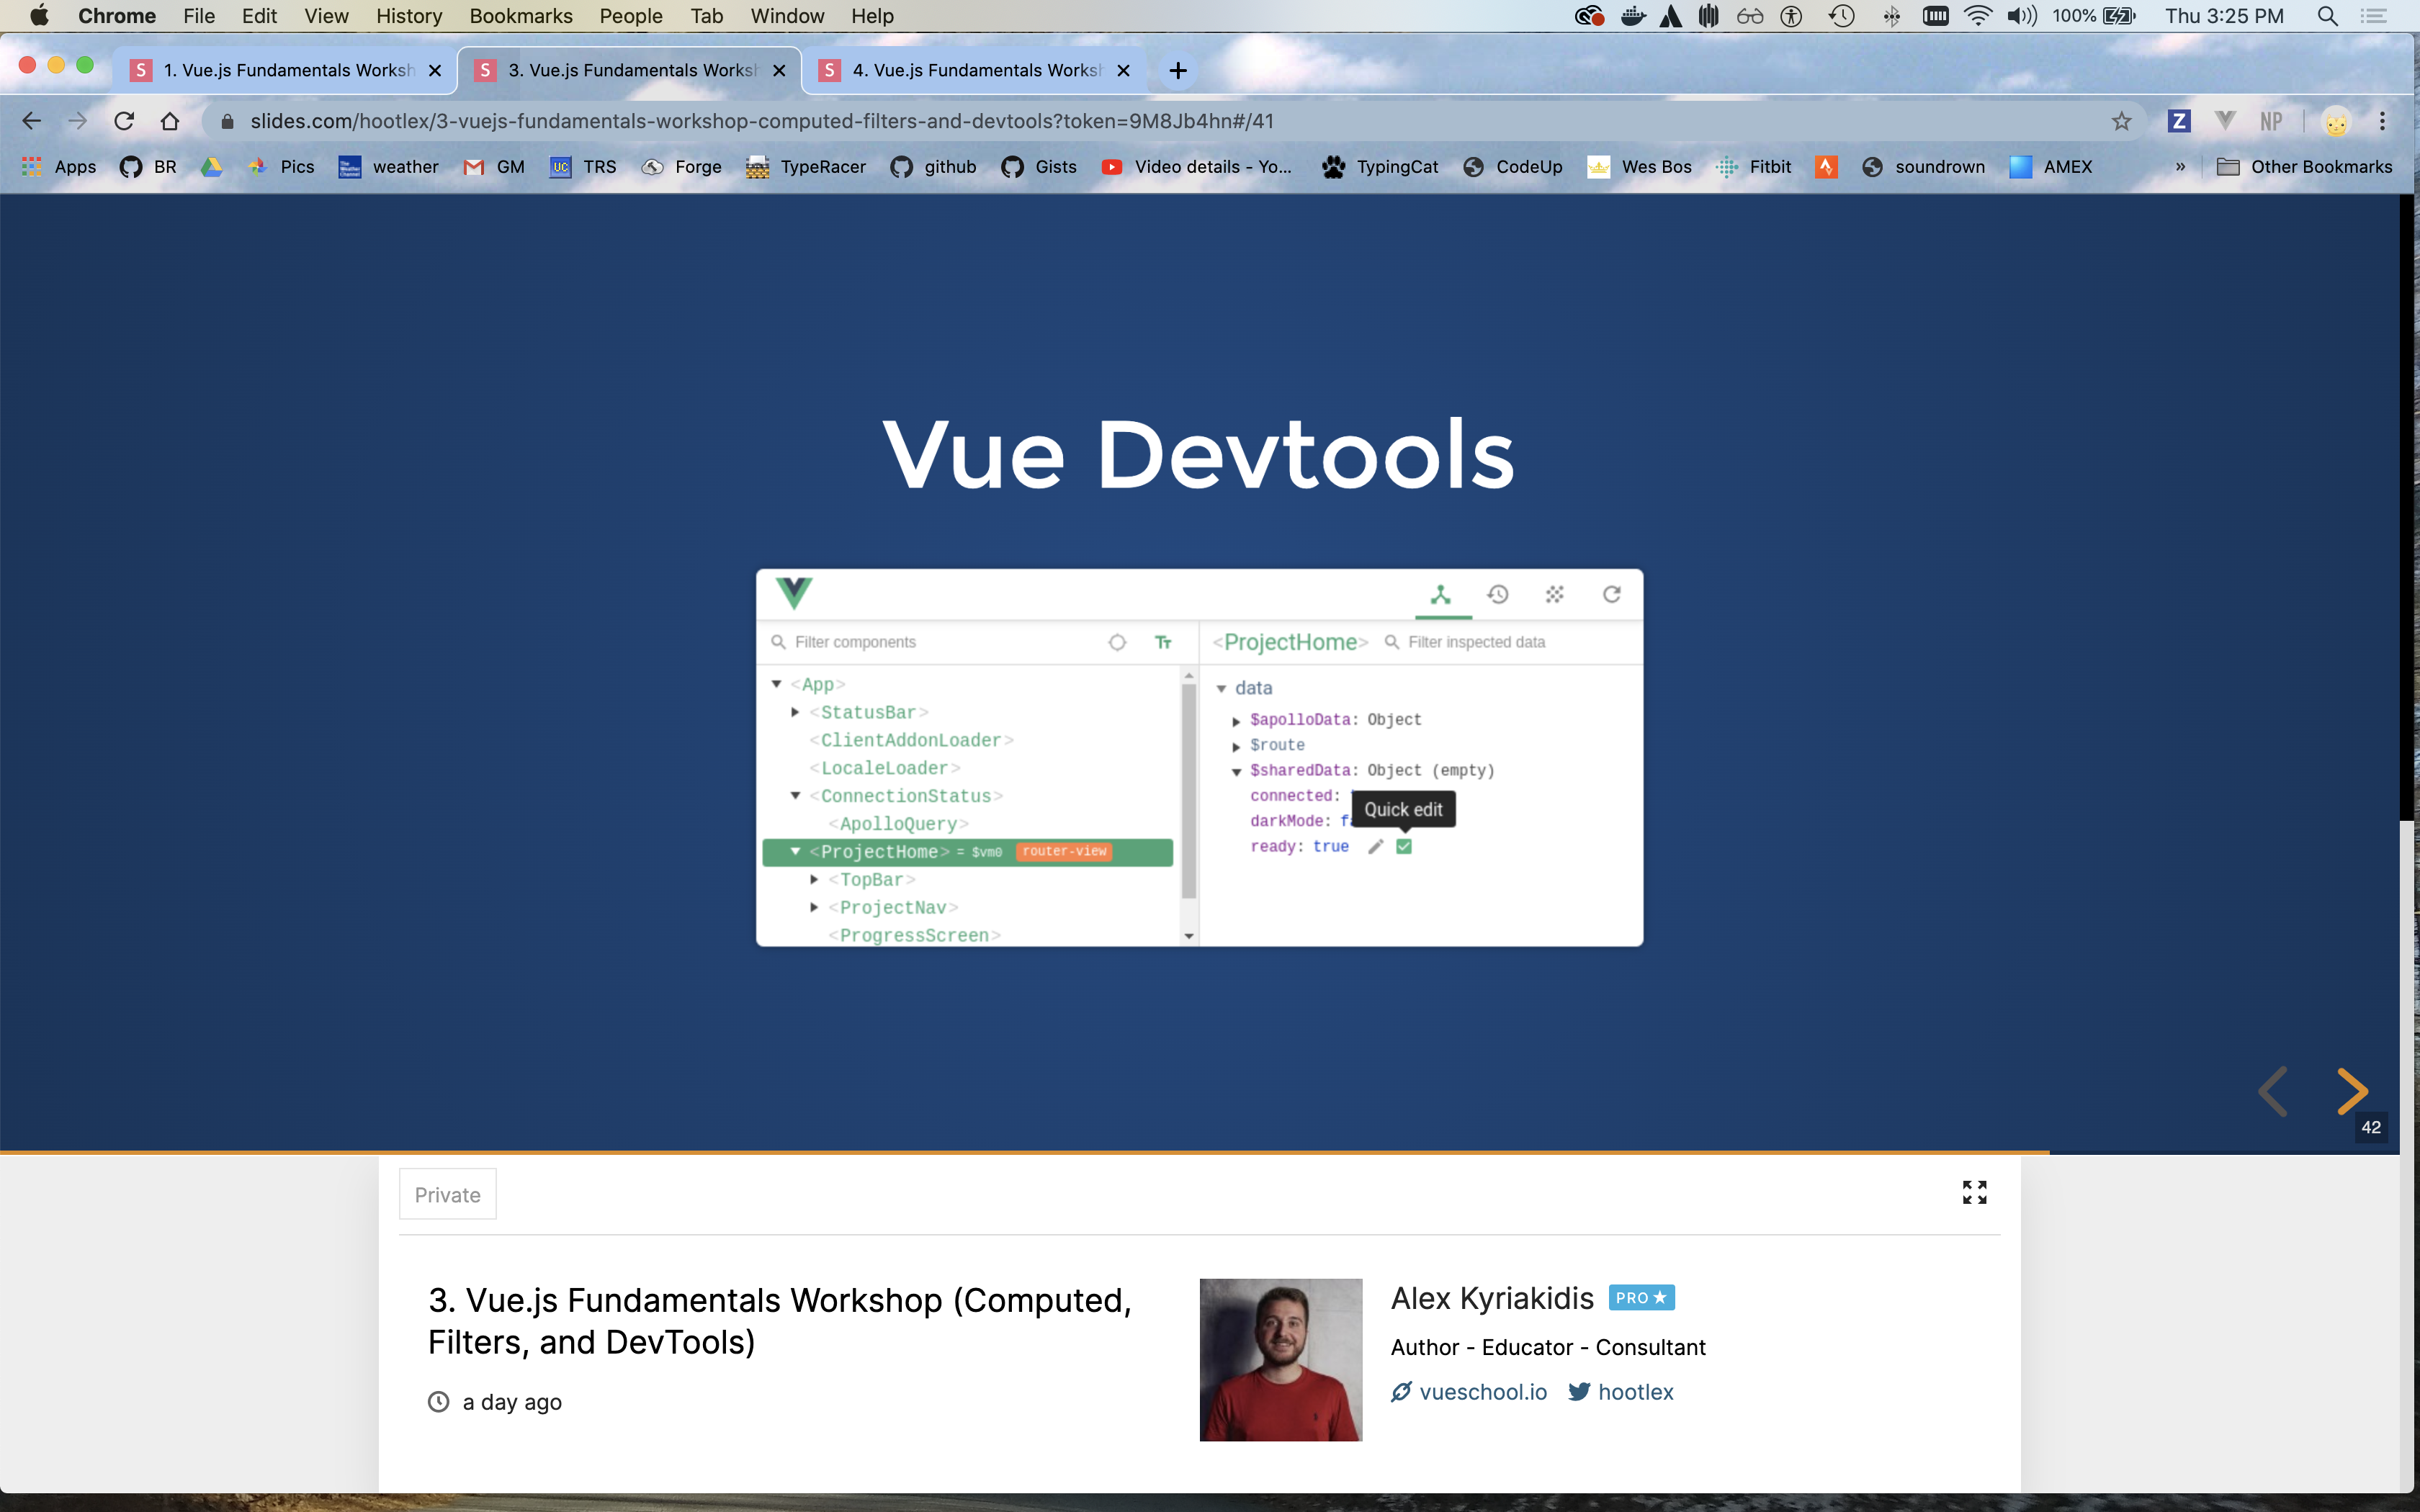 Chrome File Edit View History Bookmarks People Tab Window Help 100% Thu 3:25 PM
S 1. Vue.js Fundamentals Worksh S 3. Vue.js Fundamentals Works S 4. Vue.js Fundamentals Works
slides.com/hootlex/3-vuejs-fundamentals-workshop-computed-filters-and-devtools?token=9M8Jb4hn#/41 Z NP
Apps BR Pics weather GM UC TRS Forge TypeRacer github Gists Video details - Yo... TypingCat CodeUp Wes Bos Fitbit soundrown AMEX » Other Bookmarks
Vue Devtools
Filter components Tт <ProjectHome> Filter inspected data
<App>
<StatusBar>
<ClientAddonLoader>
<LocaleLoader>
<ConnectionStatus>
<ApolloQuery>
<ProjectHome> = $vm0 router-view
<TopBar>
<ProjectNav>
<ProgressScreen>
data
$apolloData: Object
$route
$sharedData: Object (empty)
connected:
Quick edit
darkMode: fa
ready: true
42
Private
3. Vue.js Fundamentals Workshop (Computed,
Filters, and DevTools)
a day ago
Alex Kyriakidis PRO
Author - Educator - Consultant
vueschool.io hootlex